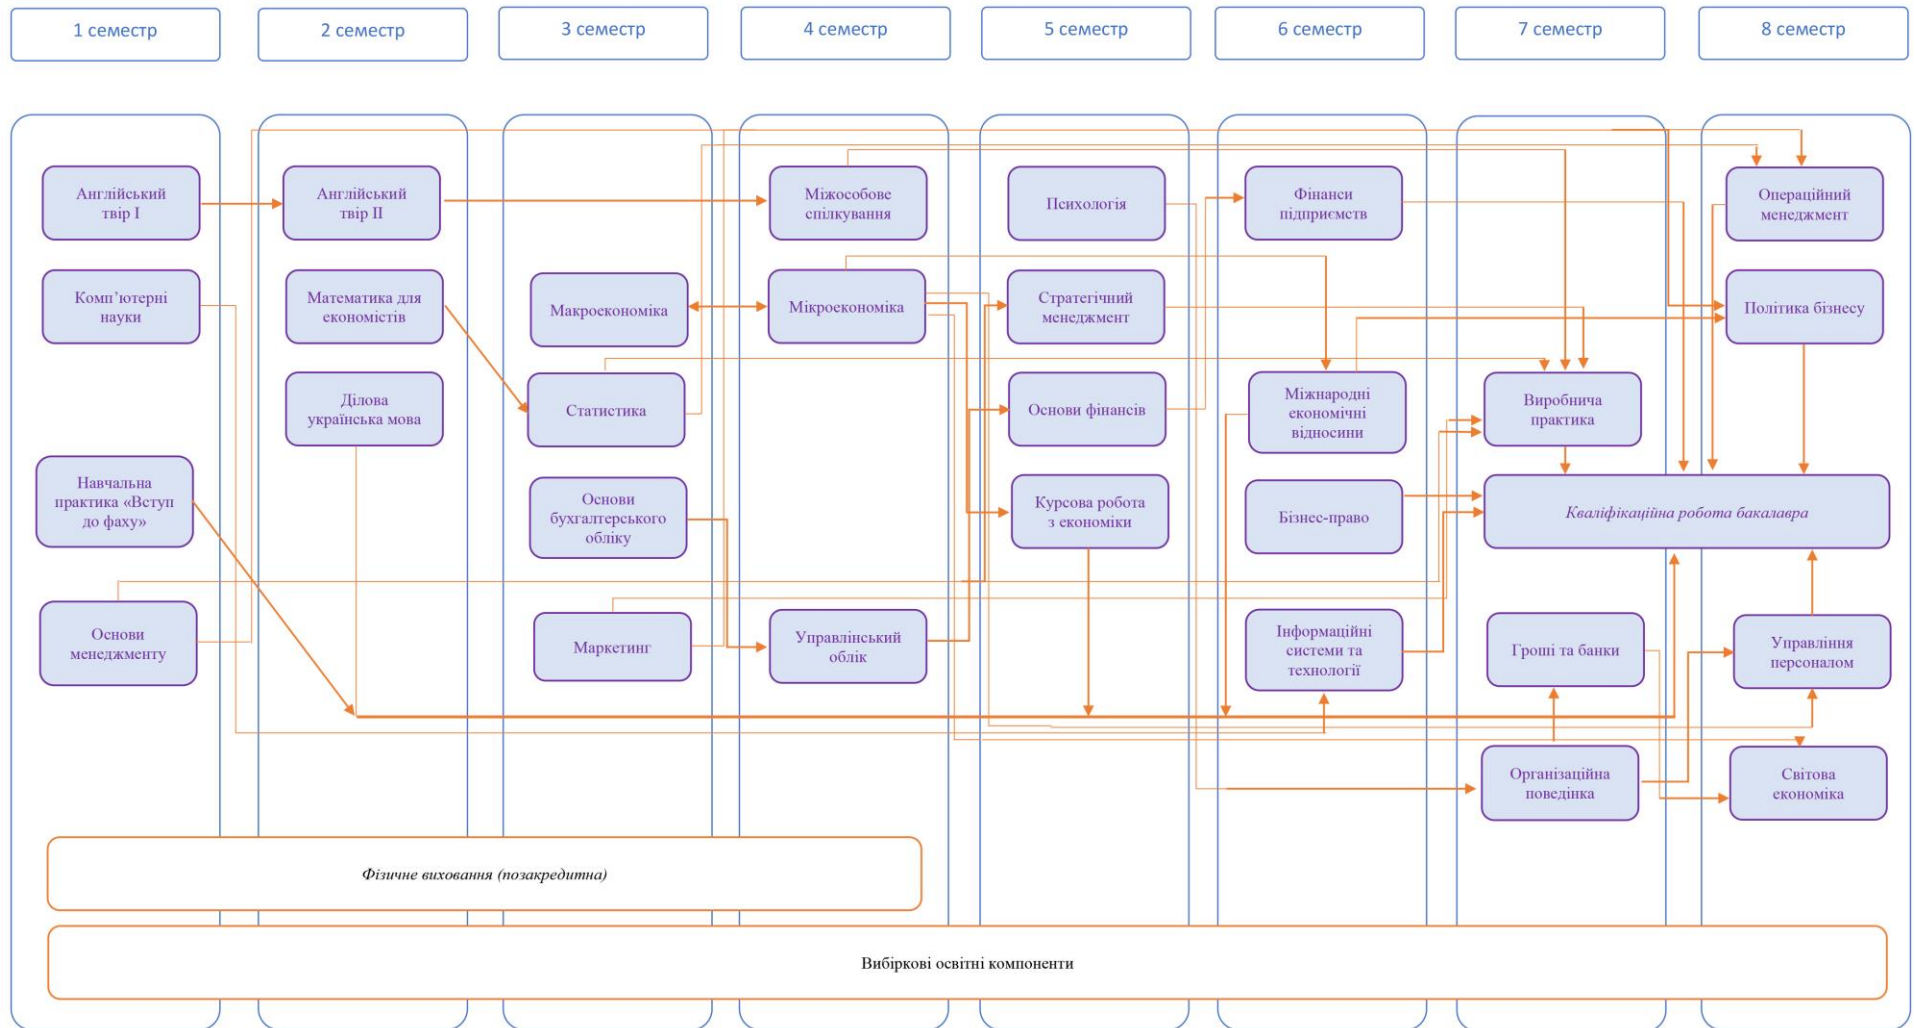 1 семестр
2 семестр
3 семестр
4 семестр
5 семестр
6 семестр
7 семестр
8 семестр
Англійський
твір I
Комп’ютерні
науки
Навчальна
практика «Вступ
до фаху»
Основи
менеджменту
Англійський
твір II
Математика для
економістів
Ділова
українська мова
Макроекономіка
Статистика
Основи
бухгалтерського
обліку
Маркетинг
Міжособове
спілкування
Мікроекономіка
Управлінський
облік
Психологія
Стратегічний
менеджмент
Основи фінансів
Курсова робота
з економіки
Фінанси
підприємств
Міжнародні
економічні
відносини
Бізнес-право
Інформаційні
системи та
технології
Виробнича
практика
Кваліфікаційна робота бакалавра
Гроші та банки
Організаційна
поведінка
Операційний
менеджмент
Політика бізнесу
Управління
персоналом
Світова
економіка
Фізичне виховання (позакредитна)
Вибіркові освітні компоненти